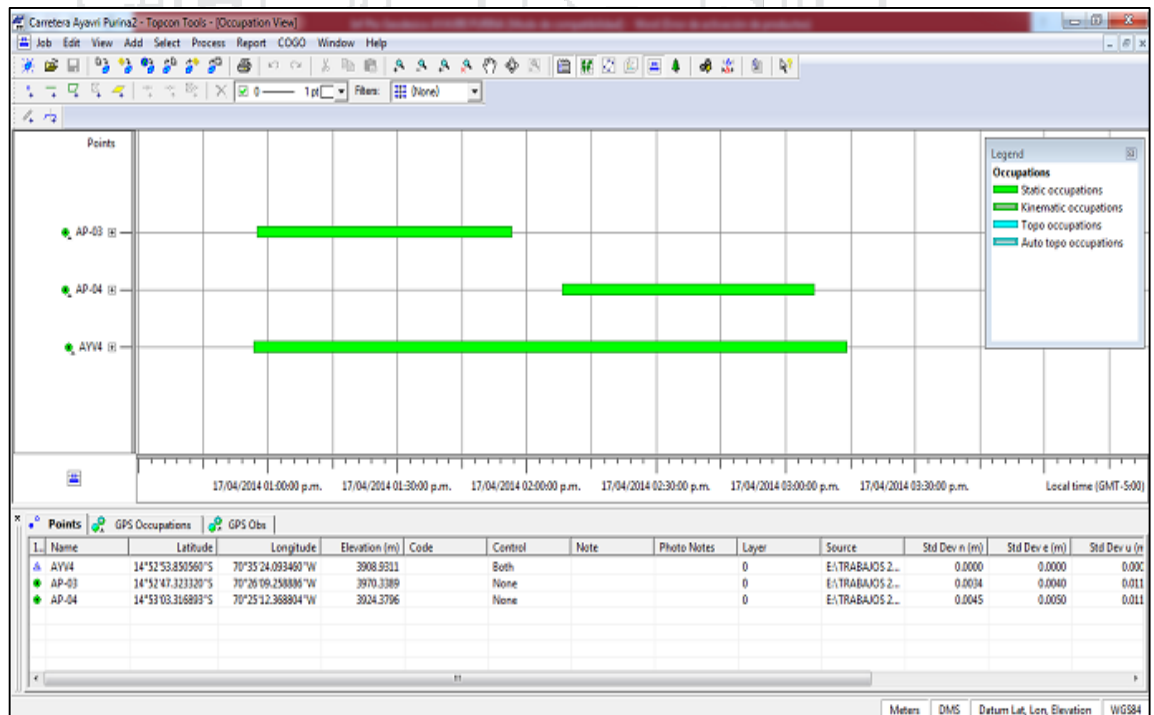 Carretera Ayavri Purina2 - Topcon Tools - [Occupation View]
Job Edit View Add Select Process Report COGO Window Help
0 1 pt Filters: (None)
Points
AP-03
AP-04
AYV4
Legend
Occupations
Static occupations
Kinematic occupations
Topo occupations
Auto topo occupations
17/04/2014 01:00:00 p.m. 17/04/2014 01:30:00 p.m. 17/04/2014 02:00:00 p.m. 17/04/2014 02:30:00 p.m. 17/04/2014 03:00:00 p.m. 17/04/2014 03:30:00 p.m. Local time (GMT -5:00)
Points GPS Occupations GPS Obs
1... Name Latitude Longitude Elevation (m) Code Control Note Photo Notes Layer Source Std Dev n (m) Std Dev e (m) Std Dev u (m
AYV4 14°52'53.850560"S 70°35'24.093460"W 3908.9311 Both 0 E:\TRABAJOS 2... 0.0000 0.0000 0.000
AP-03 14°52'47.323320"S 70°26'09.258886"W 3970.3389 None 0 E:\TRABAJOS 2... 0.0034 0.0040 0.011
AP-04 14°53'03.316893"S 70°25'12.368804"W 3924.3796 None 0 E:\TRABAJOS 2... 0.0045 0.0050 0.011
Meters DMS Datum Lat, Lon, Elevation WGS84